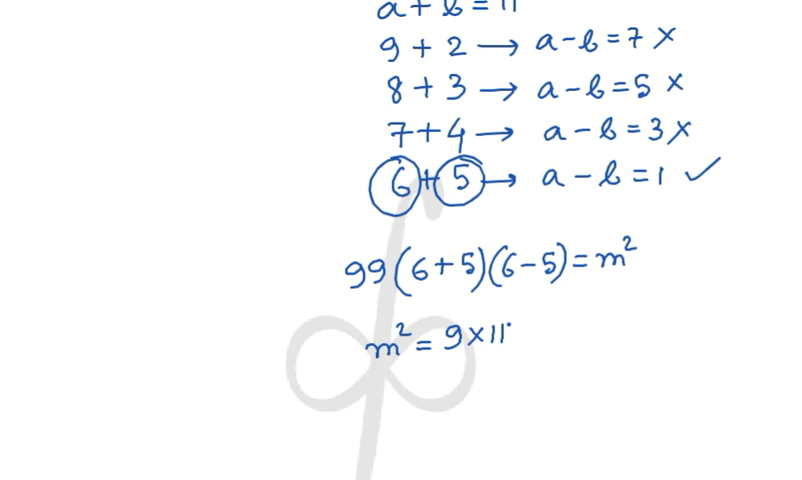 a + b = 11
9 + 2 → a - b = 7 ×
8 + 3 → a - b = 5 ×
7 + 4 → a - b = 3 ×
6 + 5 → a - b = 1 ✓
99(6+5)(6-5) = m²
m² = 9×11